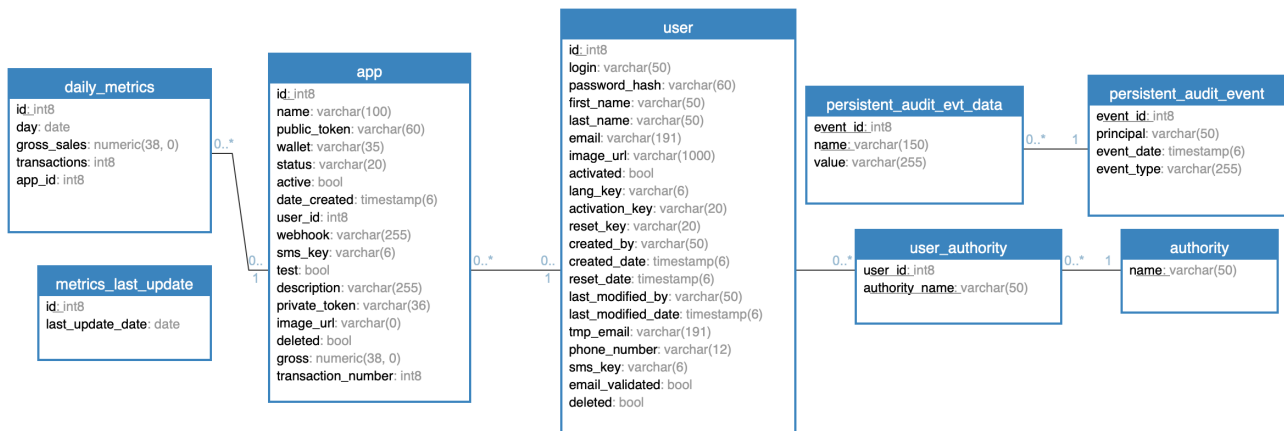 daily_metrics
id: int8
day: date
gross_sales: numeric(38, 0)
transactions: int8
app_id: int8
metrics_last_update
id: int8
last_update_date: date
0..*
0..
1
app
id: int8
name: varchar(100)
public_token: varchar(60)
wallet: varchar(35)
status: varchar(20)
active: bool
date_created: timestamp(6)
user_id: int8
webhook: varchar(255)
sms_key: varchar(6)
test: bool
description: varchar(255)
private_token: varchar(36)
image_url: varchar(0)
deleted: bool
gross: numeric(38, 0)
transaction_number: int8
0..*
0..
1
user
id: int8
login: varchar(50)
password_hash: varchar(60)
first_name: varchar(50)
last_name: varchar(50)
email: varchar(191)
image_url: varchar(1000)
activated: bool
lang_key: varchar(6)
activation_key: varchar(20)
reset_key: varchar(20)
created_by: varchar(50)
created_date: timestamp(6)
reset_date: timestamp(6)
last_modified_by: varchar(50)
last_modified_date: timestamp(6)
tmp_email: varchar(191)
phone_number: varchar(12)
sms_key: varchar(6)
email_validated: bool
deleted: bool
persistent_audit_evt_data
event_id: int8
name: varchar(150)
value: varchar(255)
0..*
1
persistent_audit_event
event_id: int8
principal: varchar(50)
event_date: timestamp(6)
event_type: varchar(255)
0..*
user_authority
user_id: int8
authority_name: varchar(50)
0..*
1
authority
name: varchar(50)